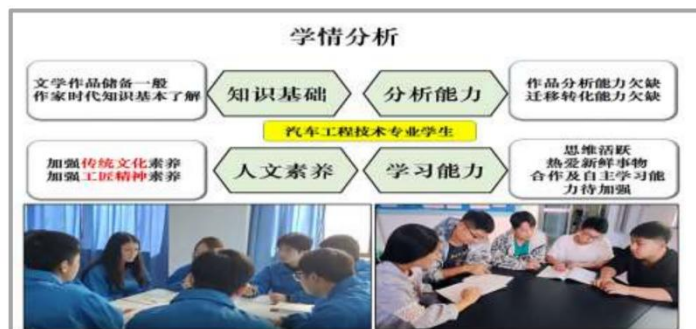 学情分析
文学作品储备一般
作家时代知识基本了解
知识基础
分析能力
作品分析能力欠缺
迁移转化能力欠缺
汽车工程技术专业学生
加强传统文化素养
加强工匠精神素养
人文素养
学习能力
思维活跃
热爱新鲜事物
合作及自主学习能
力待加强